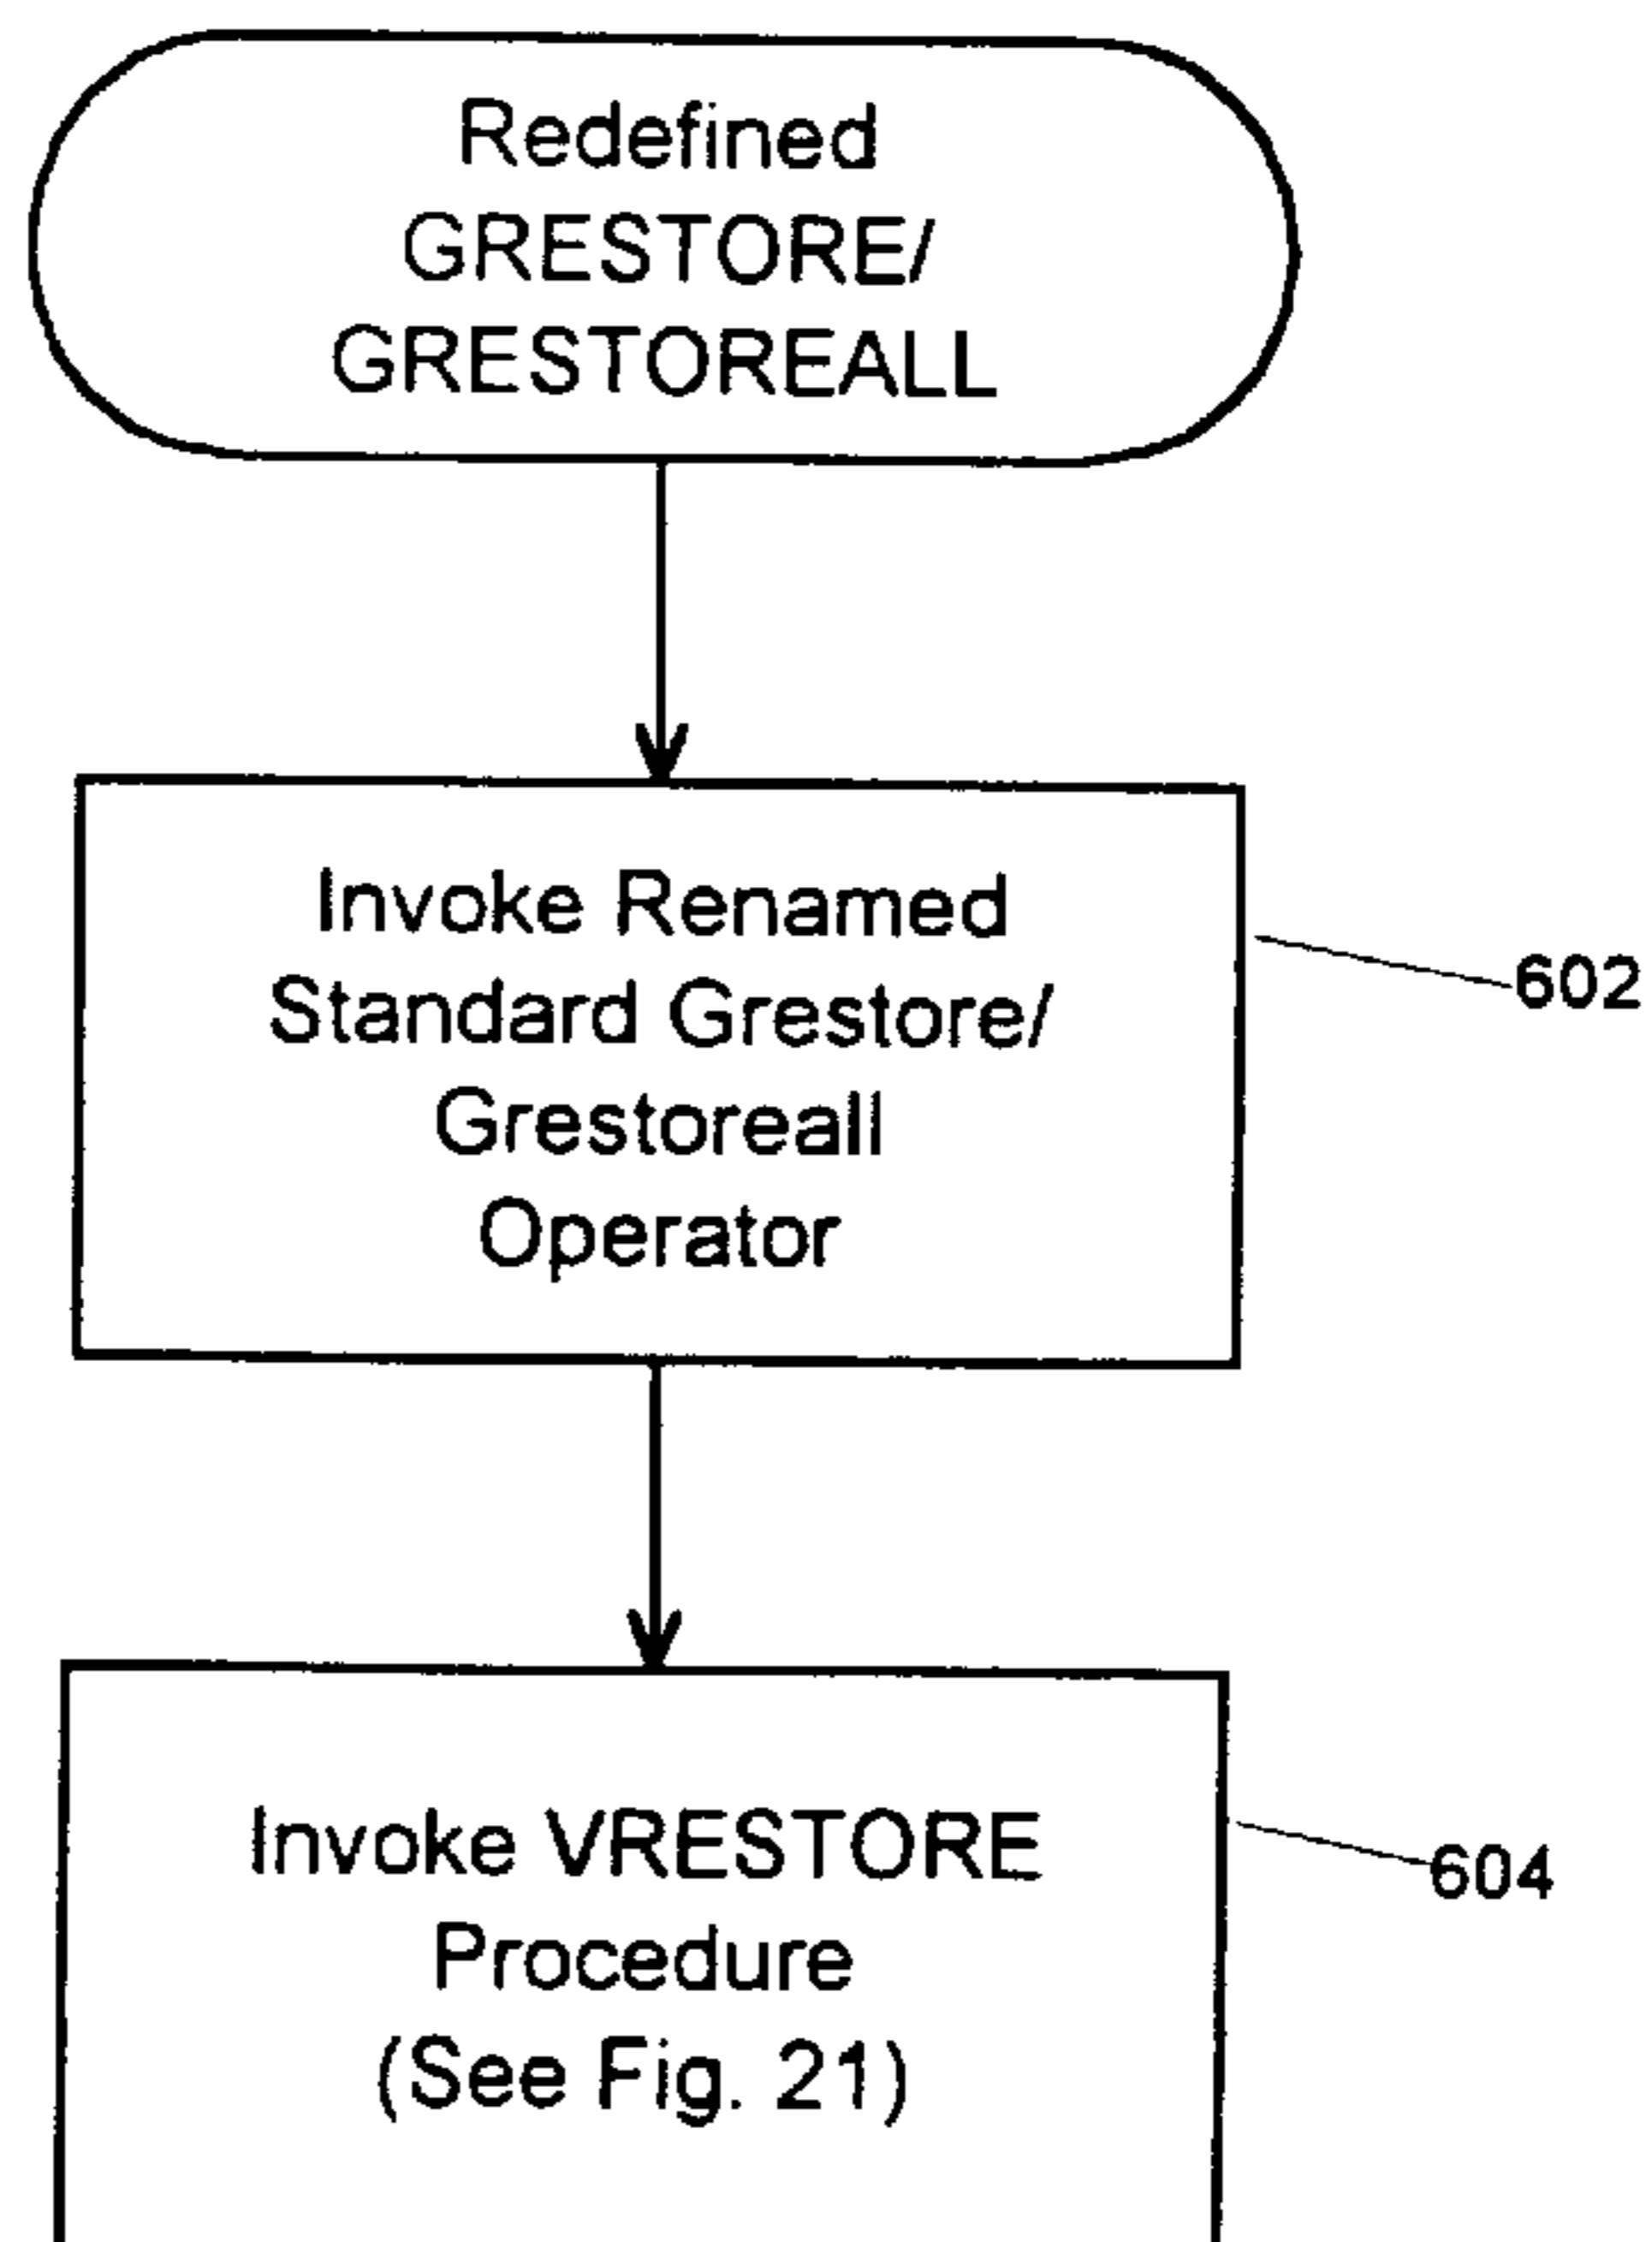 Redefined
GRESTORE/
GRESTOREALL
Invoke Renamed
Standard Grestore/
Grestoreall
Operator
602
Invoke VRESTORE
Procedure
(See Fig. 21)
604